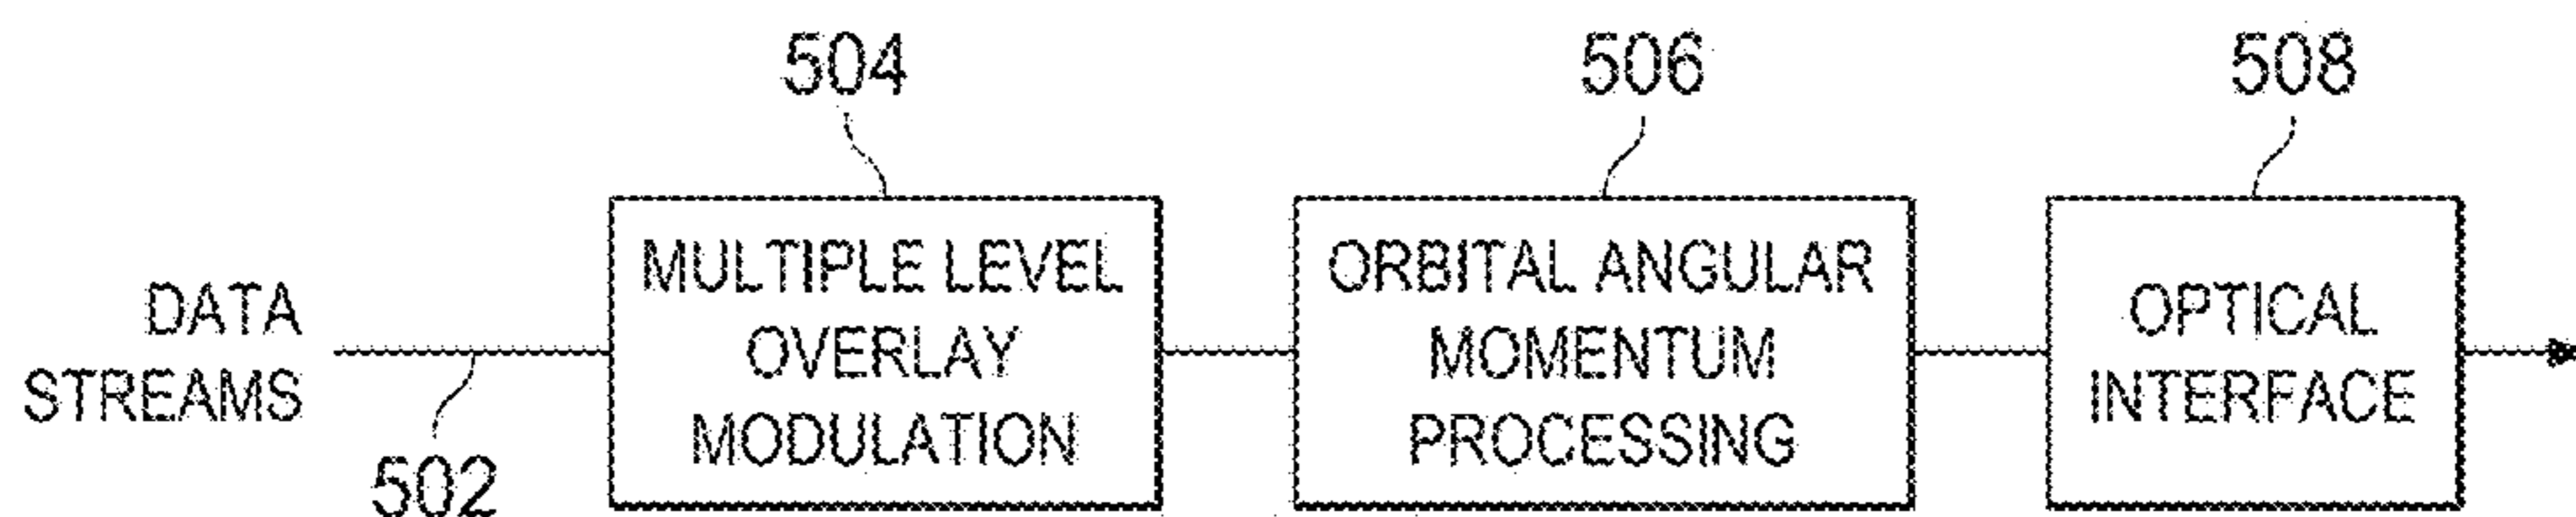 504
506
508
DATA
STREAMS
502
MULTIPLE LEVEL
OVERLAY
MODULATION
ORBITAL ANGULAR
MOMENTUM
PROCESSING
OPTICAL
INTERFACE